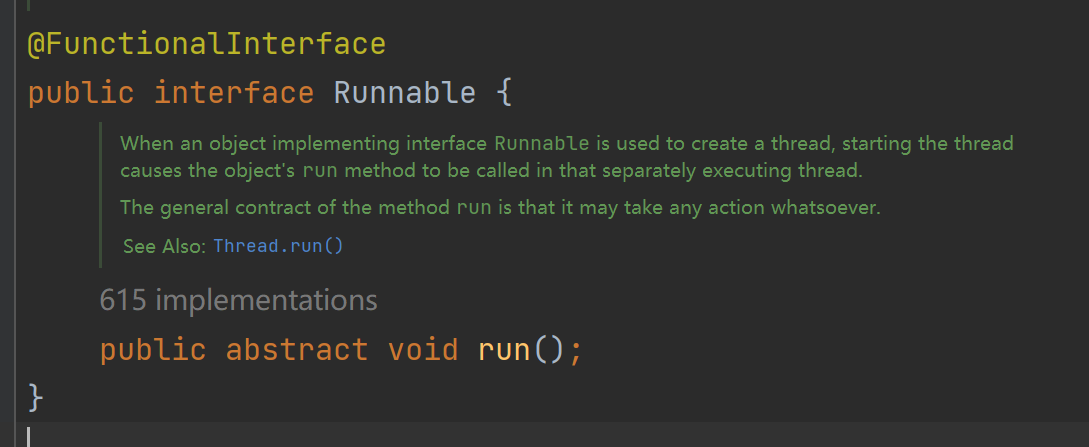 @FunctionalInterface
public interface Runnable {
When an object implementing interface Runnable is used to create a thread, starting the thread
causes the object's run method to be called in that separately executing thread.
The general contract of the method run is that it may take any action whatsoever.
See Also: Thread.run()
615 implementations
public abstract void run();
}